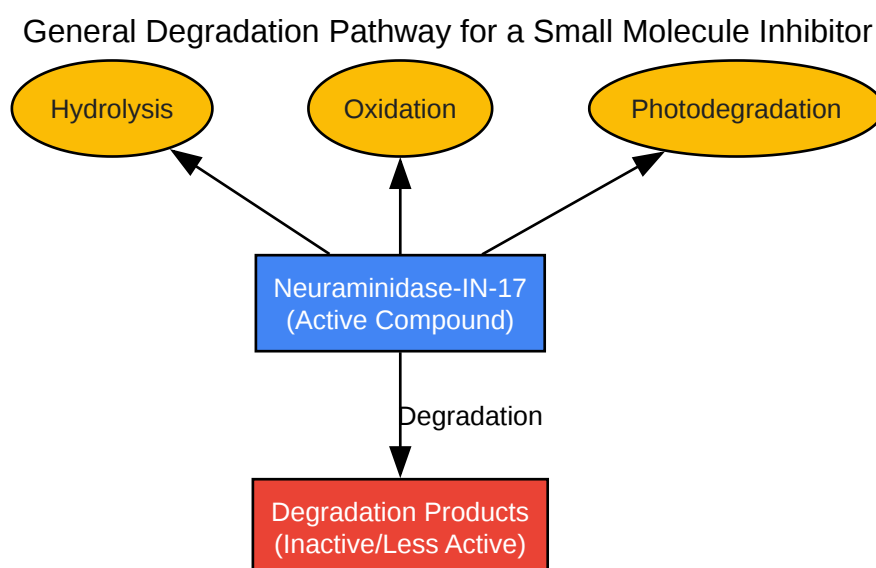 General Degradation Pathway for a Small Molecule Inhibitor
Hydrolysis
Oxidation
Photodegradation
Neuraminidase-IN-17
(Active Compound)
Degradation
Degradation Products
(Inactive/Less Active)